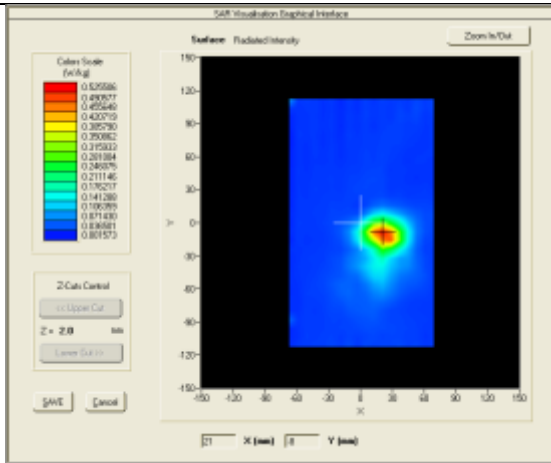 SAR Visualisation Graphical Interface
Surface Radiated Intensity
Zoom In/Out
Colors Scale
(W/kg)
0.525506
0.490577
0.455648
0.420719
0.385790
0.350862
0.315933
0.281004
0.246075
0.211146
0.176217
0.141288
0.106359
0.071430
0.036501
0.001573
150
120
90
60
30
0
-30
-60
-90
-120
-150
Y
-150 -120 -90 -60 -30 0 30 60 90 120 150
X
Z-Cuts Control
<< Upper Cut
Z = 2.0 mm
Lower Cut >>
SAVE Cancel
21 X (mm) -8 Y (mm)